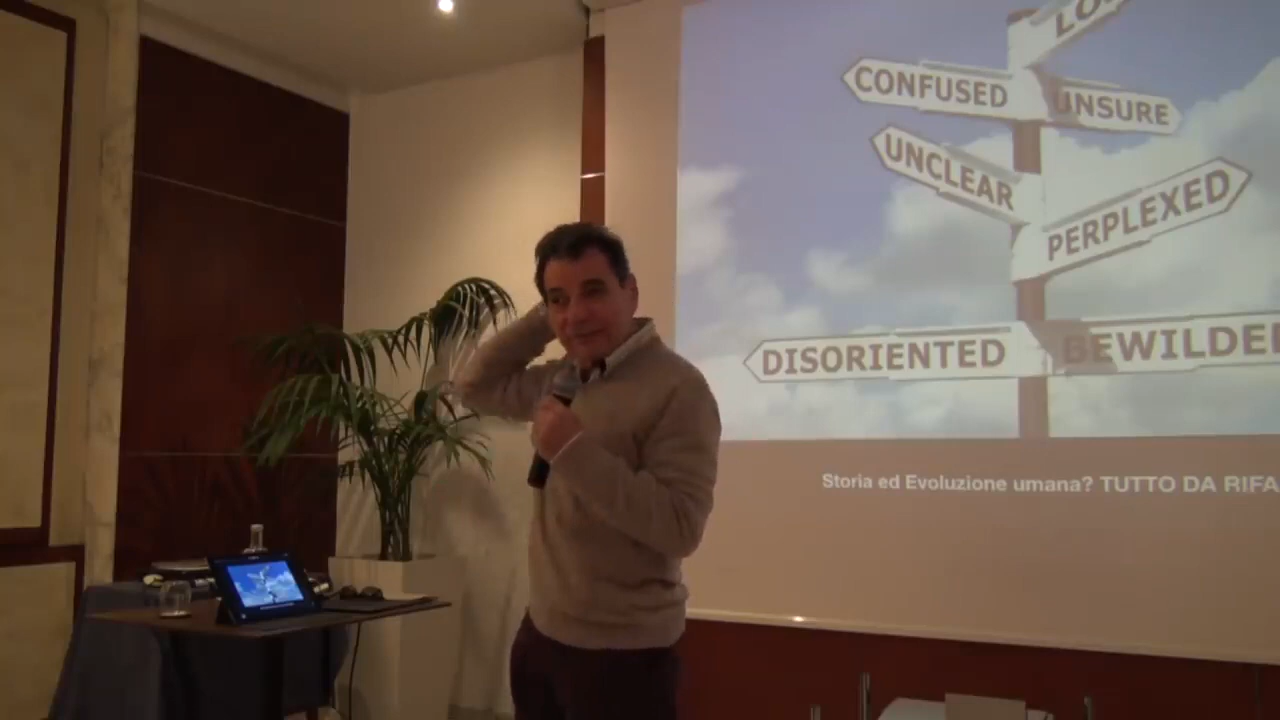 CONFUSED
UNSURE
UNCLEAR
PERPLEXED
DISORIENTED
Storia ed Evoluzione umana? TUTTO DA